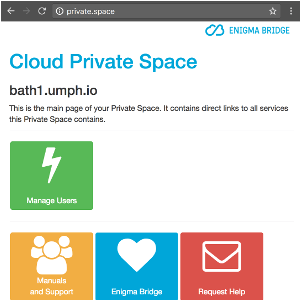 private.space
ENIGMA BRIDGE
Cloud Private Space
bath1.umph.io
This is the main page of your Private Space. It contains direct links to all services
this Private Space contains.
Manage Users
Manuals
and Support
Enigma Bridge
Request Help